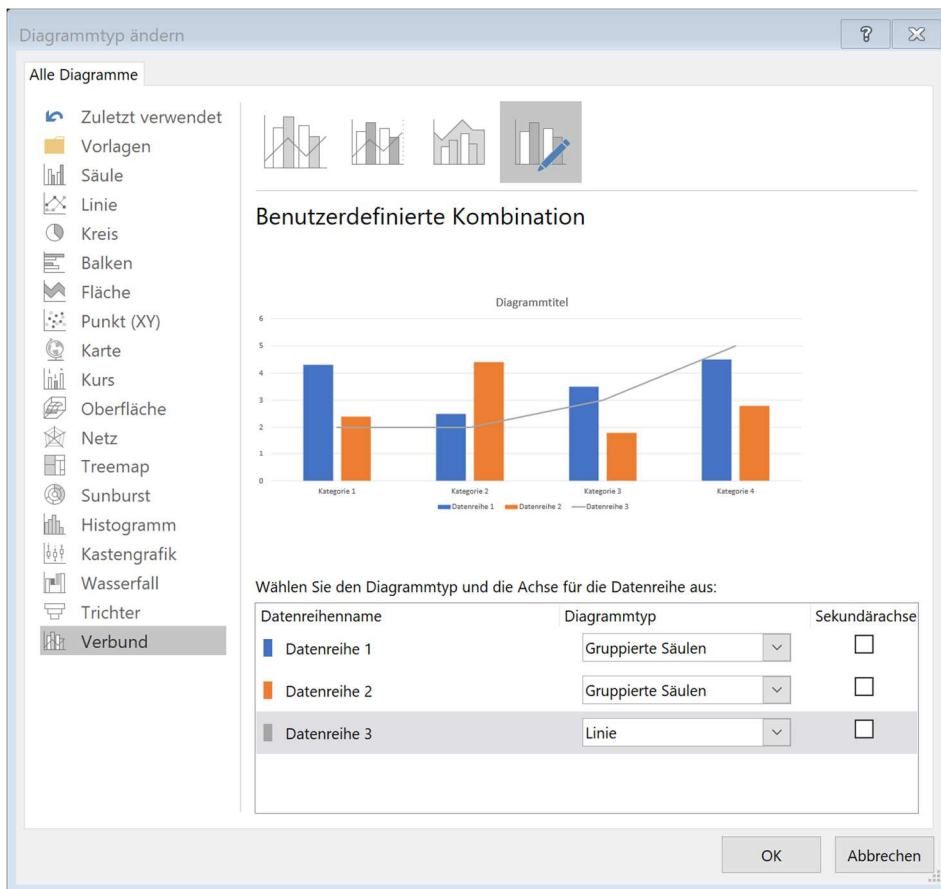 Diagrammtyp ändern
Alle Diagramme
Zuletzt verwendet
Vorlagen
Säule
Linie
Kreis
Balken
Fläche
Punkt (XY)
Karte
Kurs
Oberfläche
Netz
Treemap
Sunburst
Histogramm
Kastengrafik
Wasserfall
Trichter
Verbund
Benutzerdefinierte Kombination
Diagrammtitel
6
5
4
3
2
1
0
Kategorie 1 Kategorie 2 Kategorie 3 Kategorie 4
Datenreihe 1 Datenreihe 2 Datenreihe 3
Wählen Sie den Diagrammtyp und die Achse für die Datenreihe aus:
Datenreihenname Diagrammtyp Sekundärachse
Datenreihe 1 Gruppierte Säulen
Datenreihe 2 Gruppierte Säulen
Datenreihe 3 Linie
OK Abbrechen